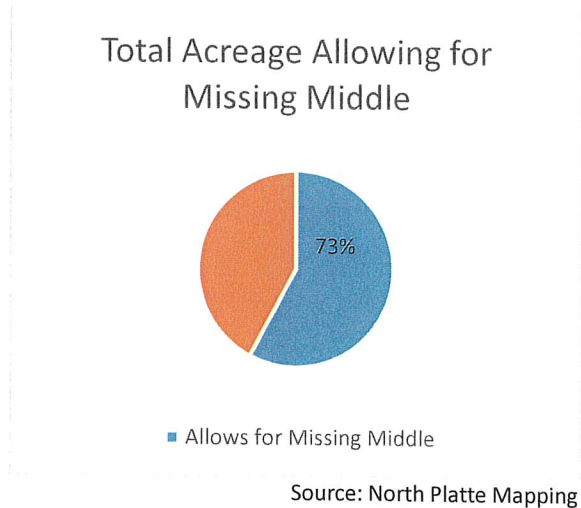 Total Acreage Allowing for
Missing Middle
73%
Allows for Missing Middle
Source: North Platte Mapping